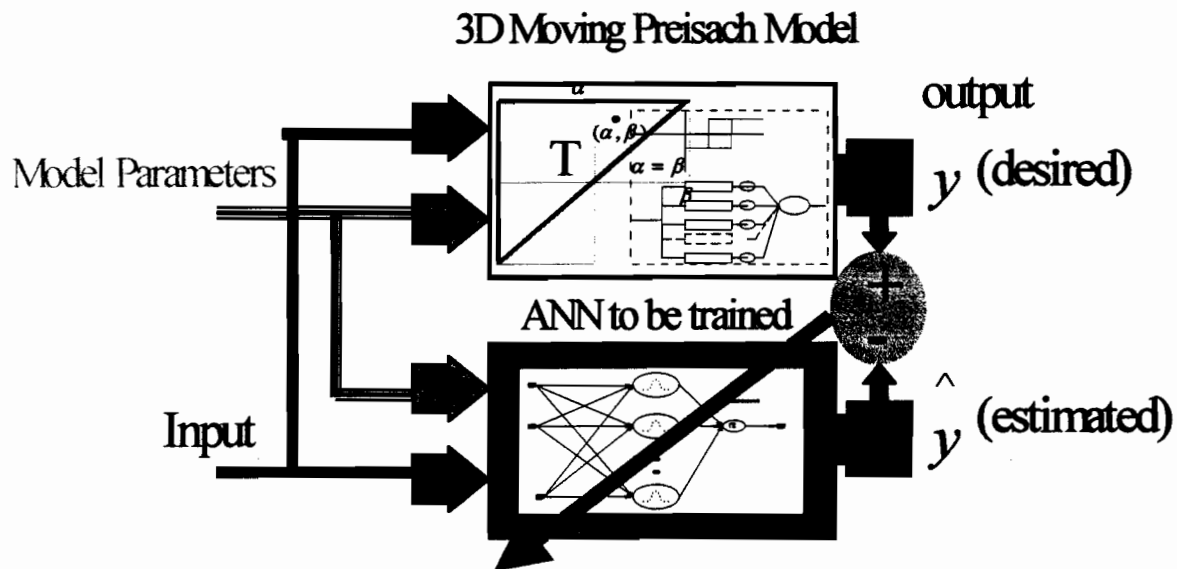 3D Moving Preisach Model
α
(α, β)
T
α = β
β
Model Parameters
output
y (desired)
+
-
ANN to be trained
Input
^
y (estimated)